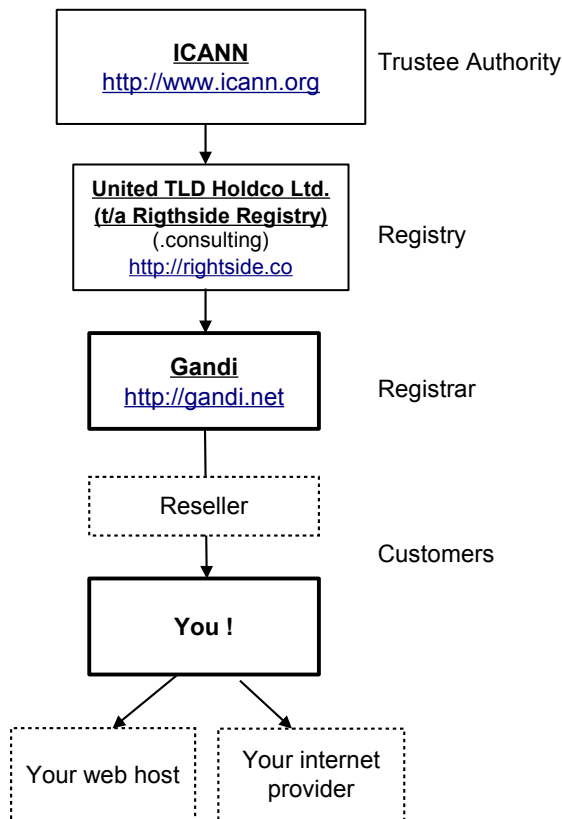 ICANN
http://www.icann.org
Trustee Authority
United TLD Holdco Ltd.
(t/a Rigthside Registry)
(.consulting)
http://rightside.co
Registry
Gandi
http://gandi.net
Registrar
Reseller
Customers
You !
Your web host
Your internet
provider